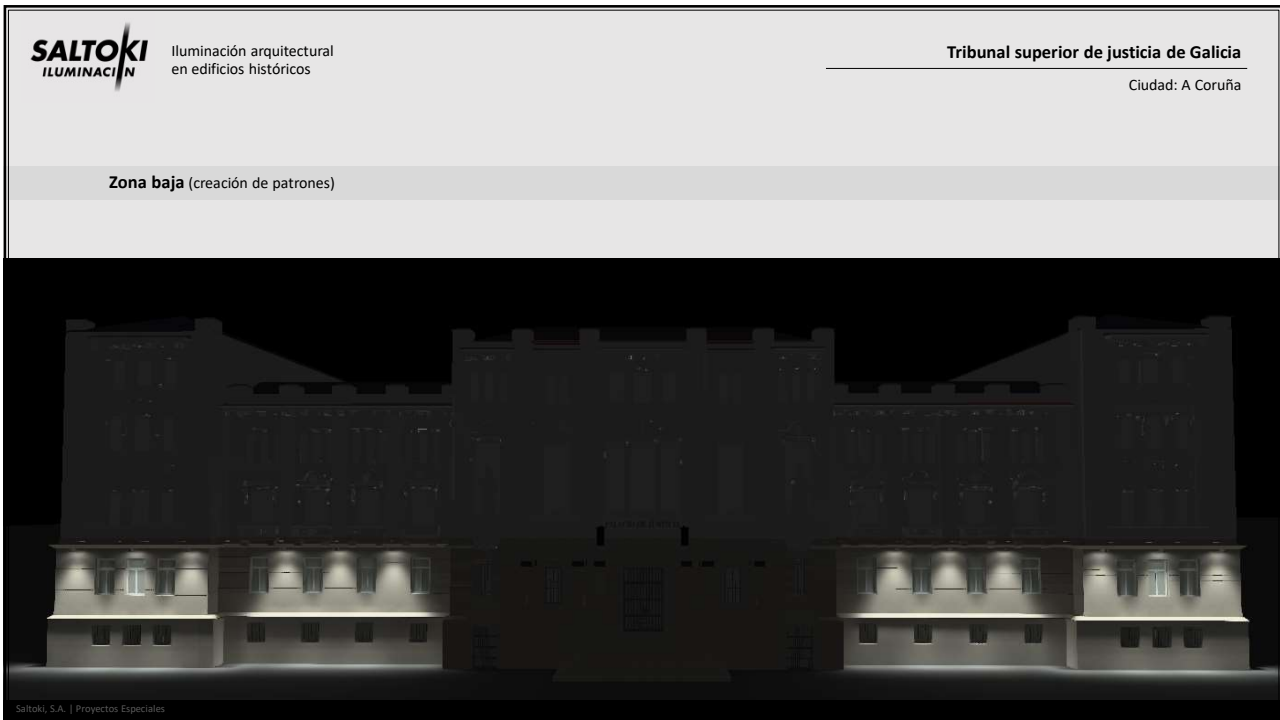 SALTOKI
ILUMINACIÓN
Iluminación arquitectural
en edificios históricos
Tribunal superior de justicia de Galicia
Ciudad: A Coruña
Zona baja (creación de patrones)
Saltoki, S.A. | Proyectos Especiales